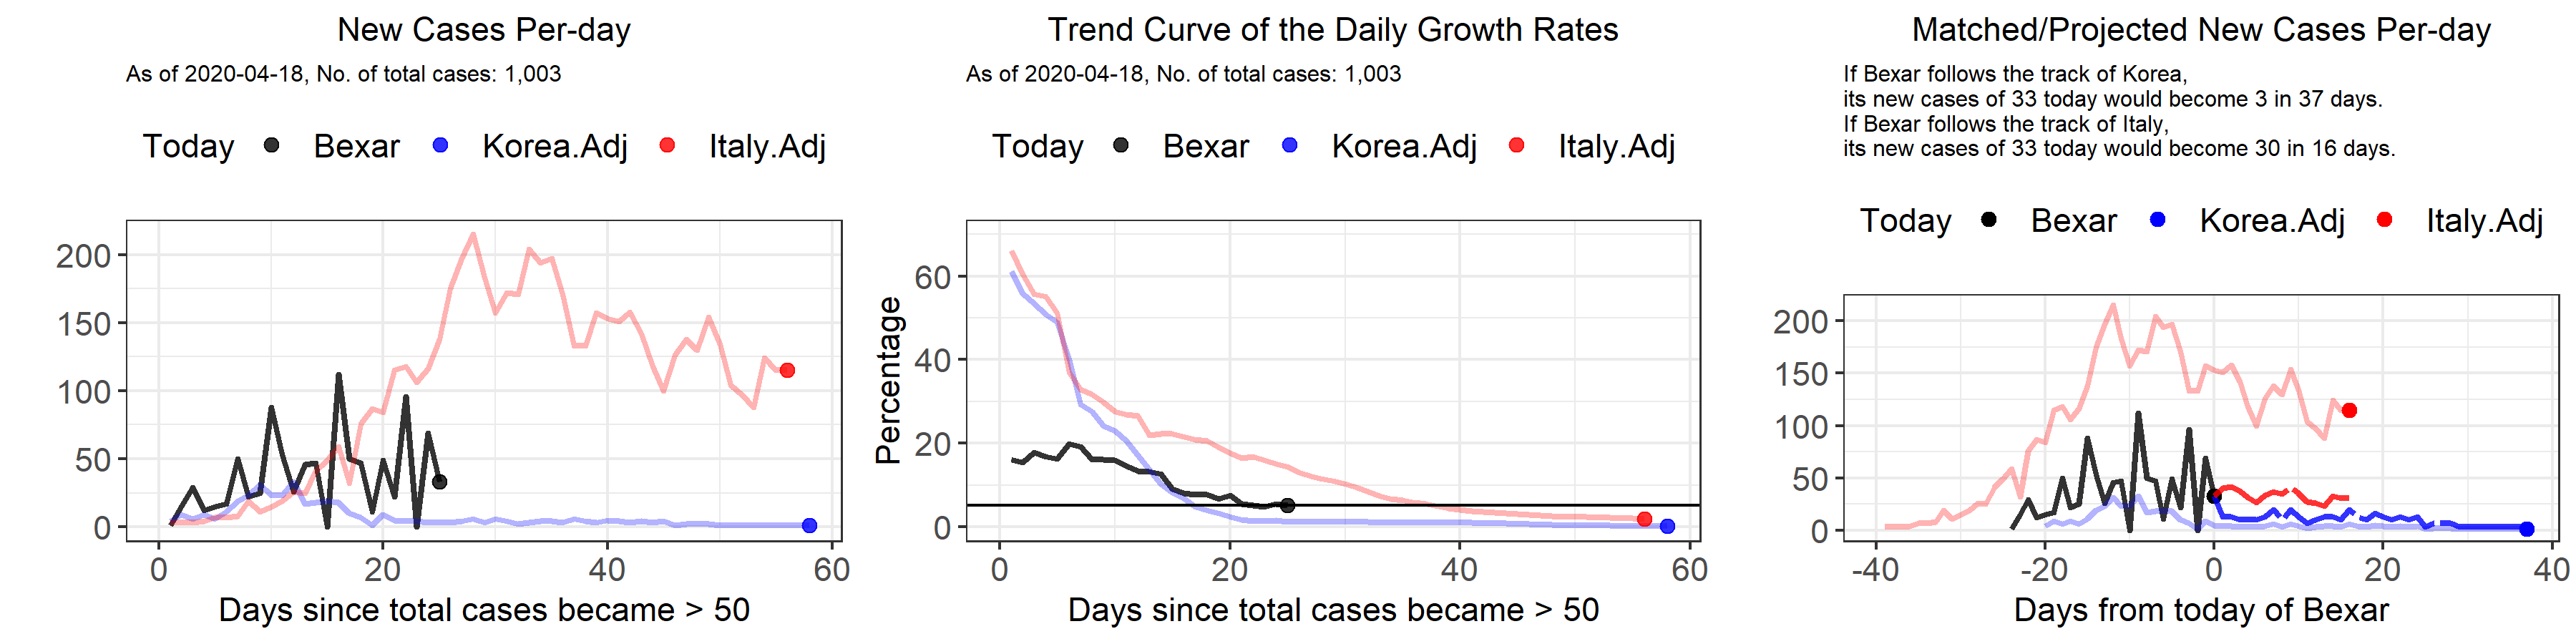 New Cases Per-day
As of 2020-04-18, No. of total cases: 1,003
Today Bexar Korea.Adj Italy.Adj
200
150
100
50
0
0 20 40 60
Days since total cases became > 50
Trend Curve of the Daily Growth Rates
As of 2020-04-18, No. of total cases: 1,003
Today Bexar Korea.Adj Italy.Adj
Percentage
60
40
20
0
0 20 40 60
Days since total cases became > 50
Matched/Projected New Cases Per-day
If Bexar follows the track of Korea,
its new cases of 33 today would become 3 in 37 days.
If Bexar follows the track of Italy,
its new cases of 33 today would become 30 in 16 days.
Today Bexar Korea.Adj Italy.Adj
200
150
100
50
0
-40 -20 0 20 40
Days from today of Bexar